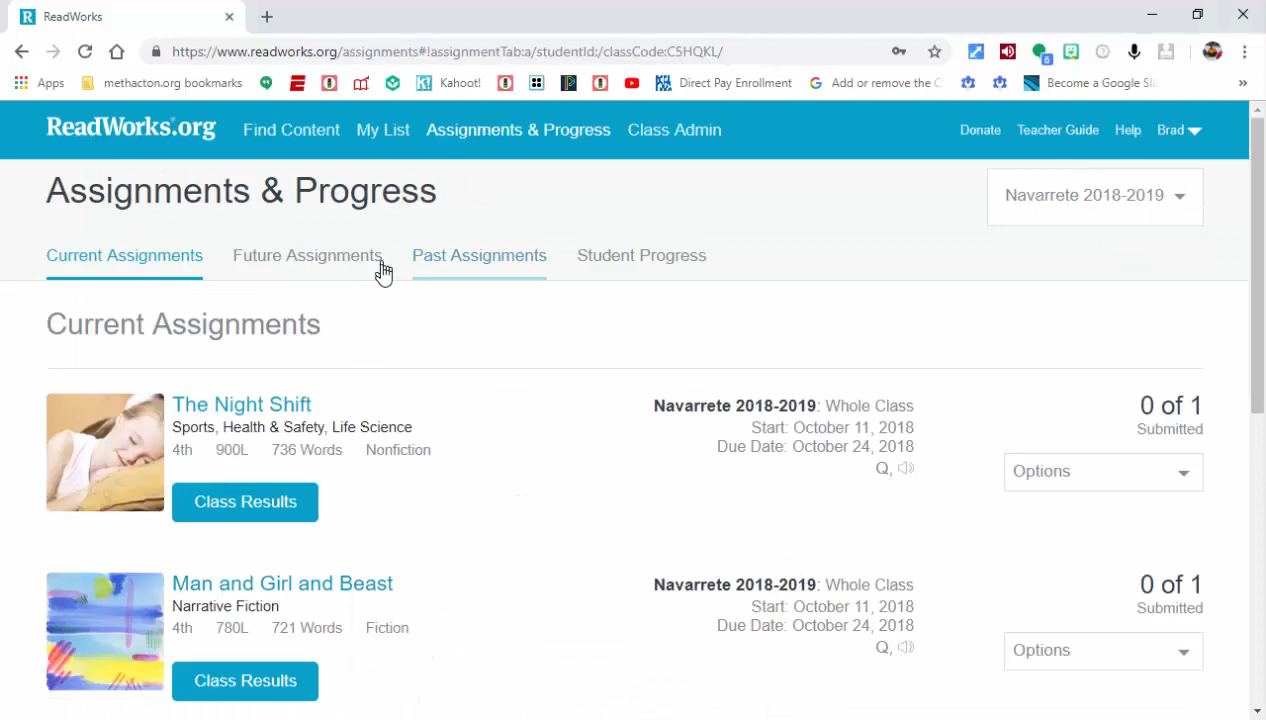 ReadWorks
https://www.readworks.org/assignments#!assignmentTab:a/studentId:/classCode:C5HQKL/
6
Apps methacton.org bookmarks Kahoot! Direct Pay Enrollment Add or remove the C Become a Google Sli
ReadWorks.org Find Content My List Assignments & Progress Class Admin Donate Teacher Guide Help Brad
Assignments & Progress
Navarrete 2018-2019
Current Assignments Future Assignments Past Assignments Student Progress
Current Assignments
The Night Shift
Sports, Health & Safety, Life Science
4th 900L 736 Words Nonfiction
Class Results
Navarrete 2018-2019: Whole Class
Start: October 11, 2018
Due Date: October 24, 2018
Q,
0 of 1
Submitted
Options
Man and Girl and Beast
Narrative Fiction
4th 780L 721 Words Fiction
Class Results
Navarrete 2018-2019: Whole Class
Start: October 11, 2018
Due Date: October 24, 2018
Q,
0 of 1
Submitted
Options